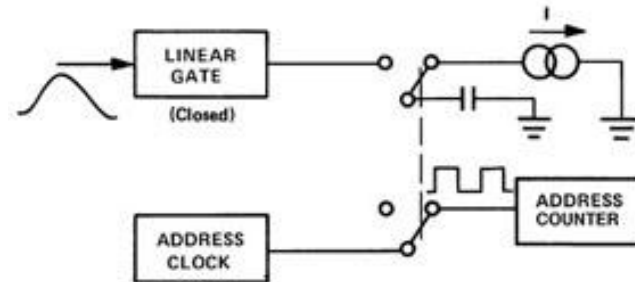 I
LINEAR
GATE
(Closed)
ADDRESS
COUNTER
ADDRESS
CLOCK